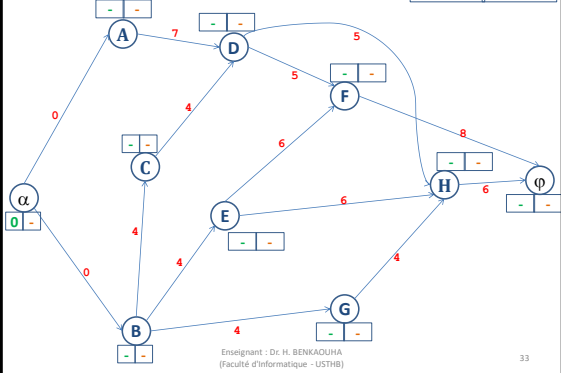 - -
- -
A
7
D
5
5
- -
F
0
4
8
- -
6
C
- -
H
φ
6
α
0 -
E
6
- -
4
4
- -
4
0
G
4
B
- -
- -
Enseignant : Dr. H. BENKAOUHA
(Faculté d'Informatique - USTHB)
33